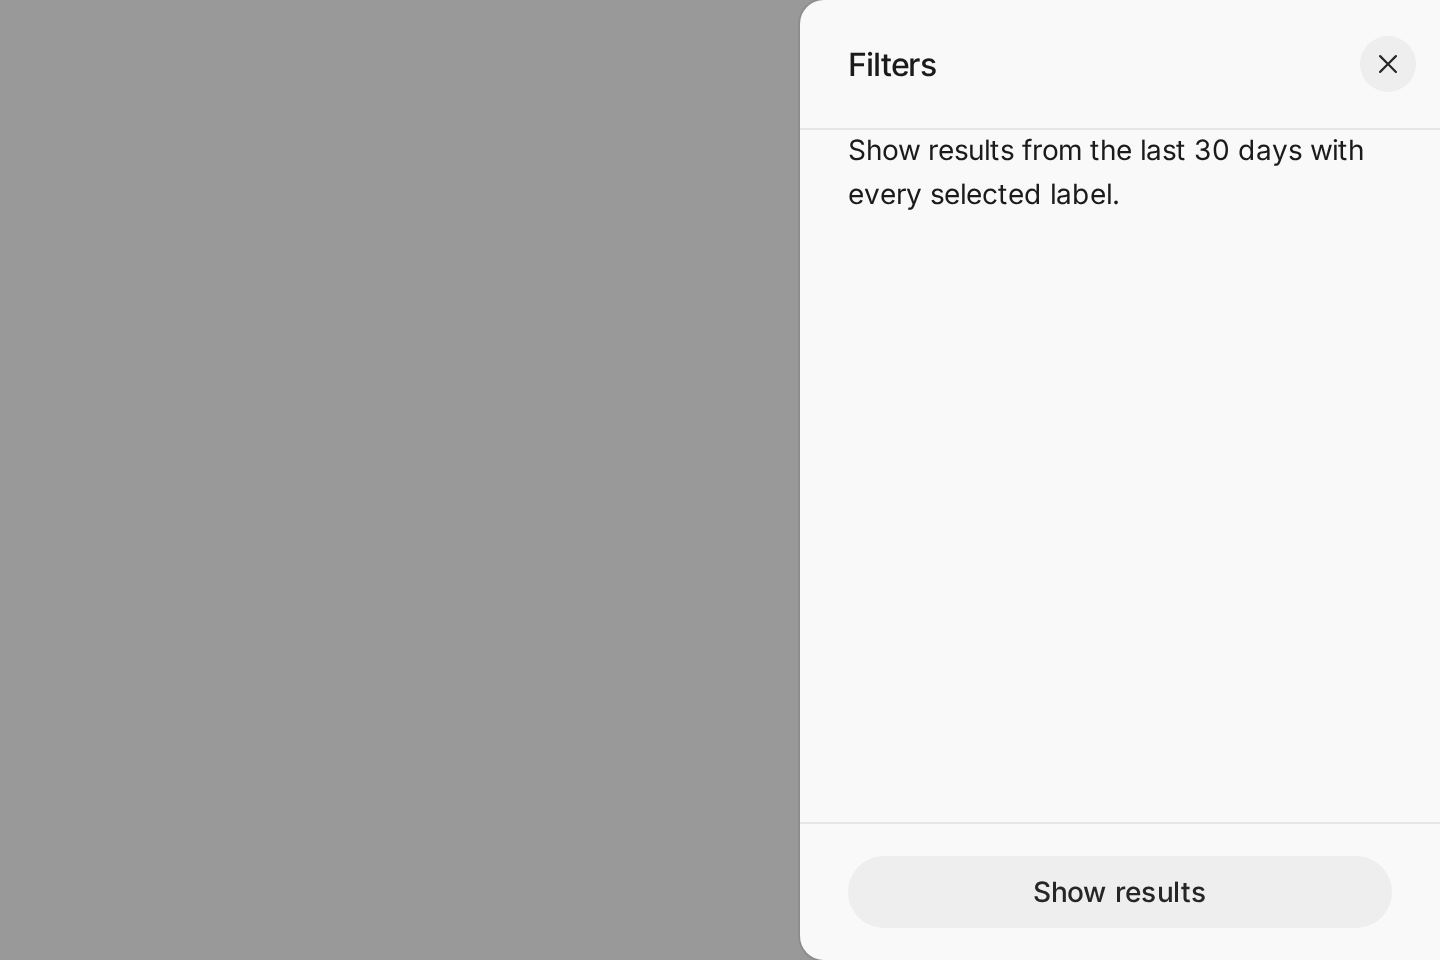 Filters
Show results from the last 30 days with
every selected label.
Show results